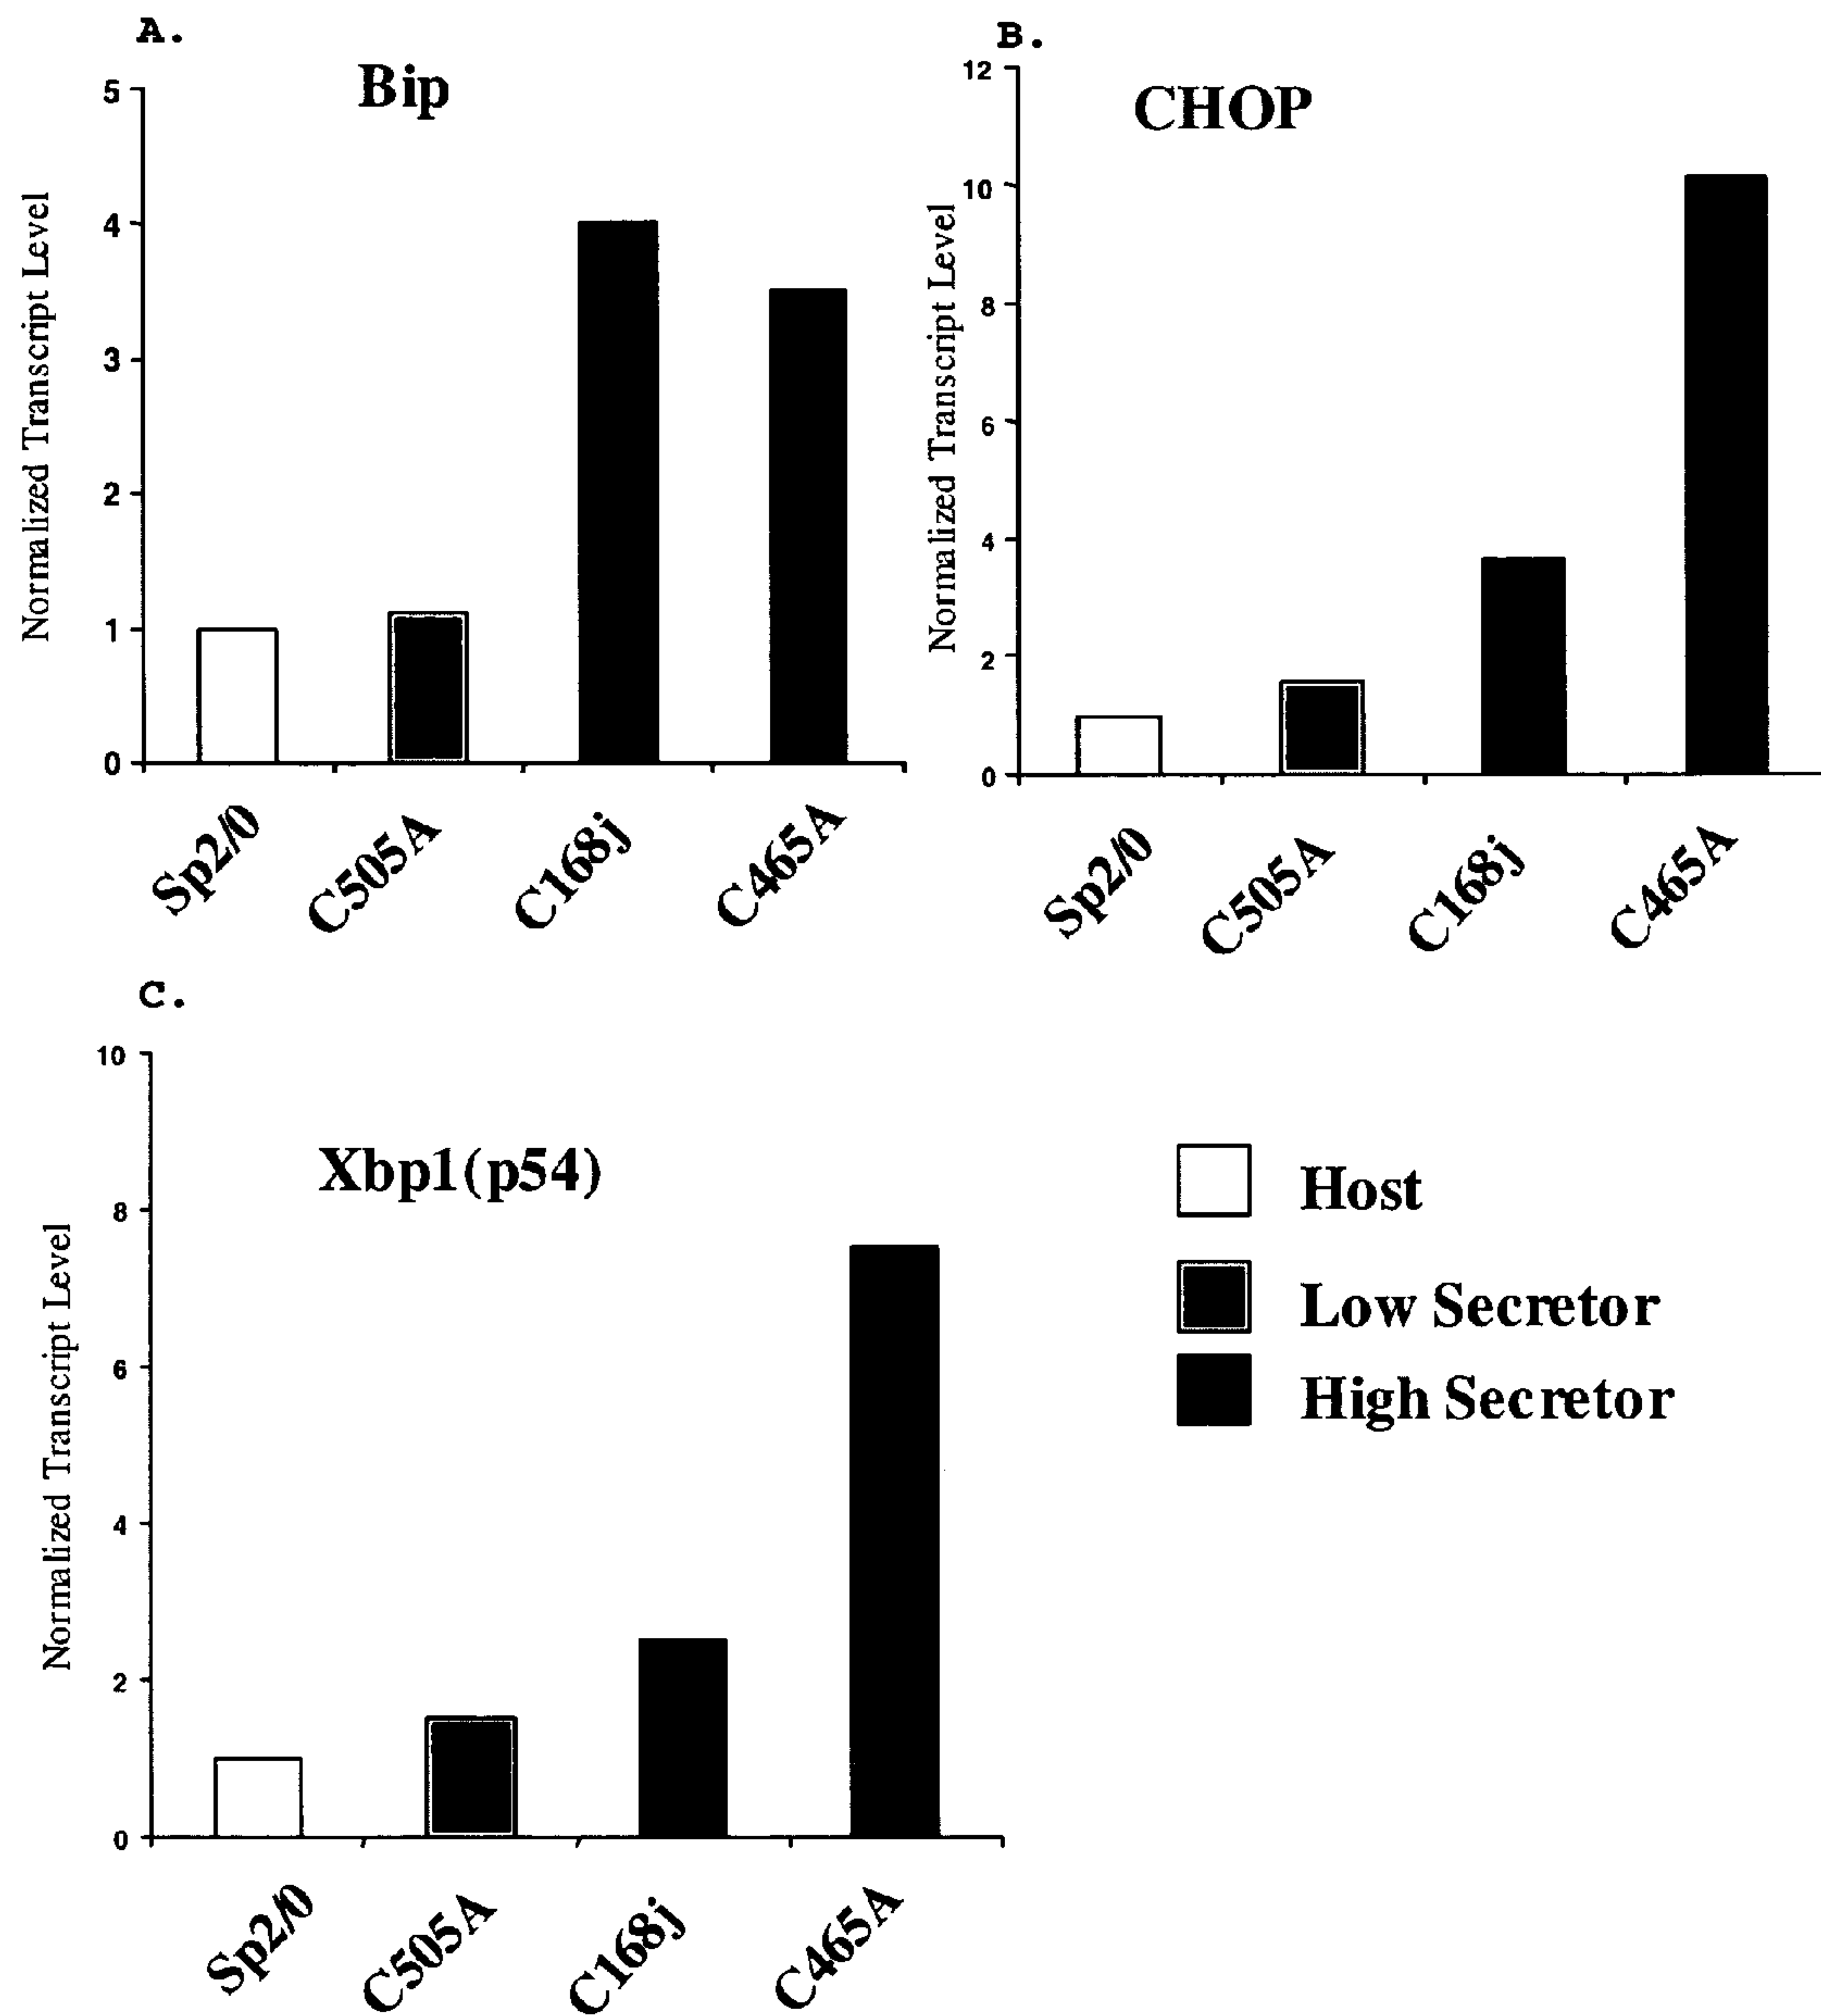 A.
Bip
Normalized Transcript Level
5
4
3
2
1
0
Sp2/0
C505A
C168j
C465A
B.
CHOP
Normalized Transcript Level
12
10
8
6
4
2
0
Sp2/0
C505A
C168j
C465A
C.
Xbp1(p54)
Normalized Transcript Level
10
8
6
4
2
0
Sp2/0
C505A
C168j
C465A
Host
Low Secretor
High Secretor